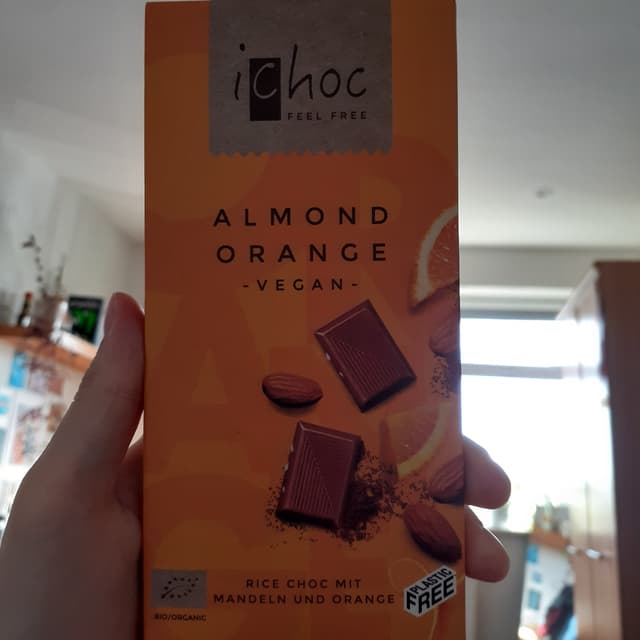 ichoc
FEEL FREE
ALMOND
ORANGE
-VEGAN-
RICE CHOC MIT
MANDELN UND ORANGE
PLASTIC
FREE
BIO/ORGANIC